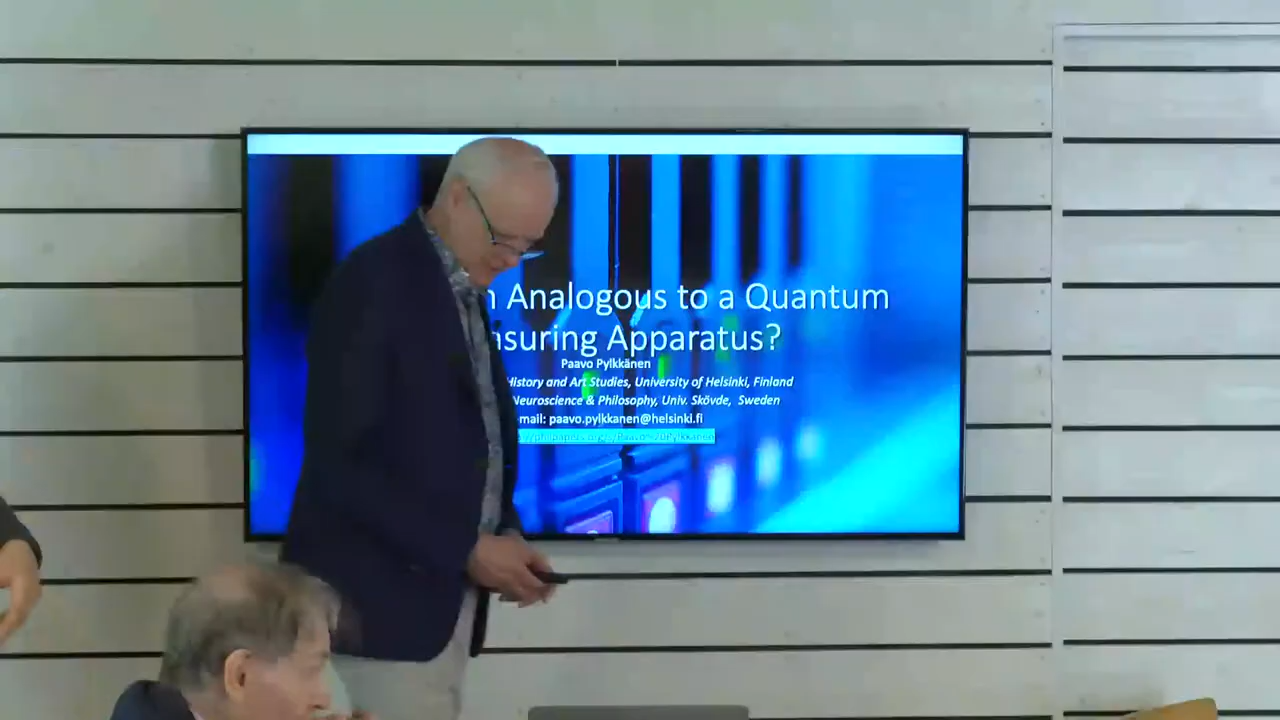 n Analogous to a Quantum
suring Apparatus?
Paavo Pylkkänen
History and Art Studies, University of Helsinki, Finland
Neuroscience & Philosophy, Univ. Skövde, Sweden
mail: paavo.pylkkanen@helsinki.fi